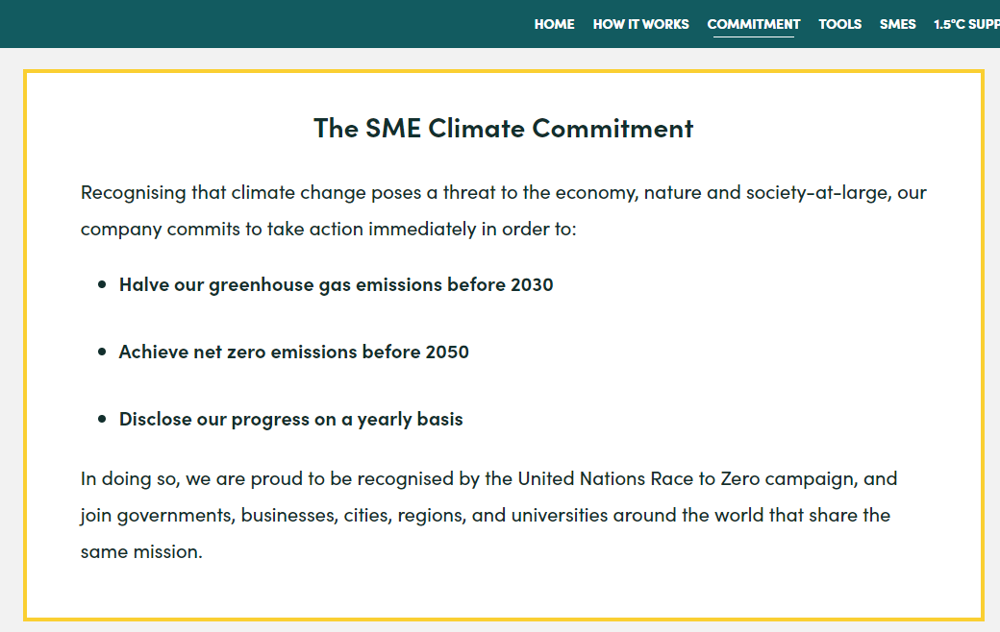 HOME HOW IT WORKS COMMITMENT TOOLS SMES 1.5°C SUPP
The SME Climate Commitment
Recognising that climate change poses a threat to the economy, nature and society-at-large, our
company commits to take action immediately in order to:
• Halve our greenhouse gas emissions before 2030
• Achieve net zero emissions before 2050
• Disclose our progress on a yearly basis
In doing so, we are proud to be recognised by the United Nations Race to Zero campaign, and
join governments, businesses, cities, regions, and universities around the world that share the
same mission.